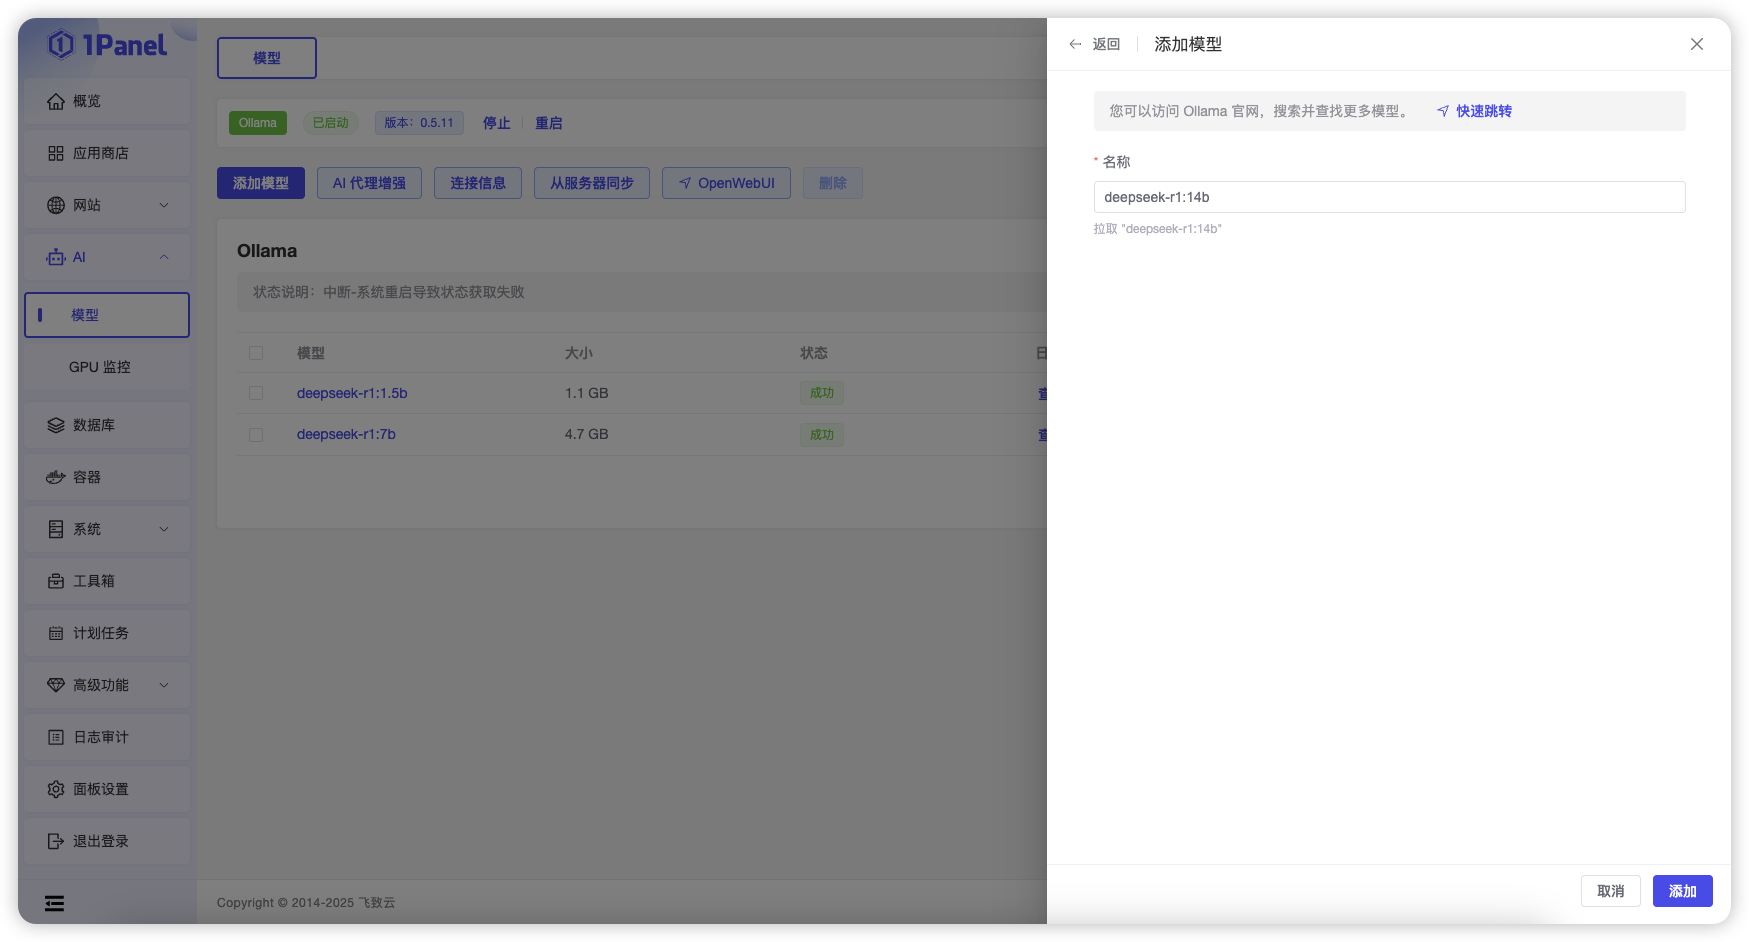 1Panel
概览
应用商店
网站
AI
模型
GPU 监控
数据库
容器
系统
工具箱
计划任务
高级功能
日志审计
面板设置
退出登录
模型
Ollama 已启动 版本：0.5.11 停止 重启
添加模型 AI 代理增强 连接信息 从服务器同步 OpenWebUI 删除
Ollama
状态说明：中断-系统重启导致状态获取失败
模型 大小 状态 日
deepseek-r1:1.5b 1.1 GB 成功 查
deepseek-r1:7b 4.7 GB 成功 查
Copyright © 2014-2025 飞致云
返回 添加模型
您可以访问 Ollama 官网，搜索并查找更多模型。 快速跳转
* 名称
deepseek-r1:14b
拉取 "deepseek-r1:14b"
取消 添加